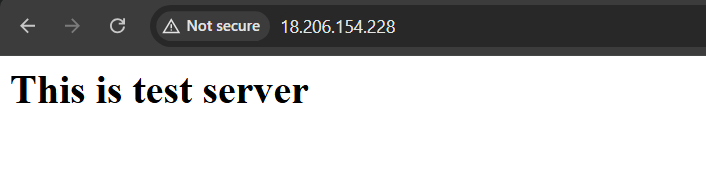 Not secure 18.206.154.228
This is test server